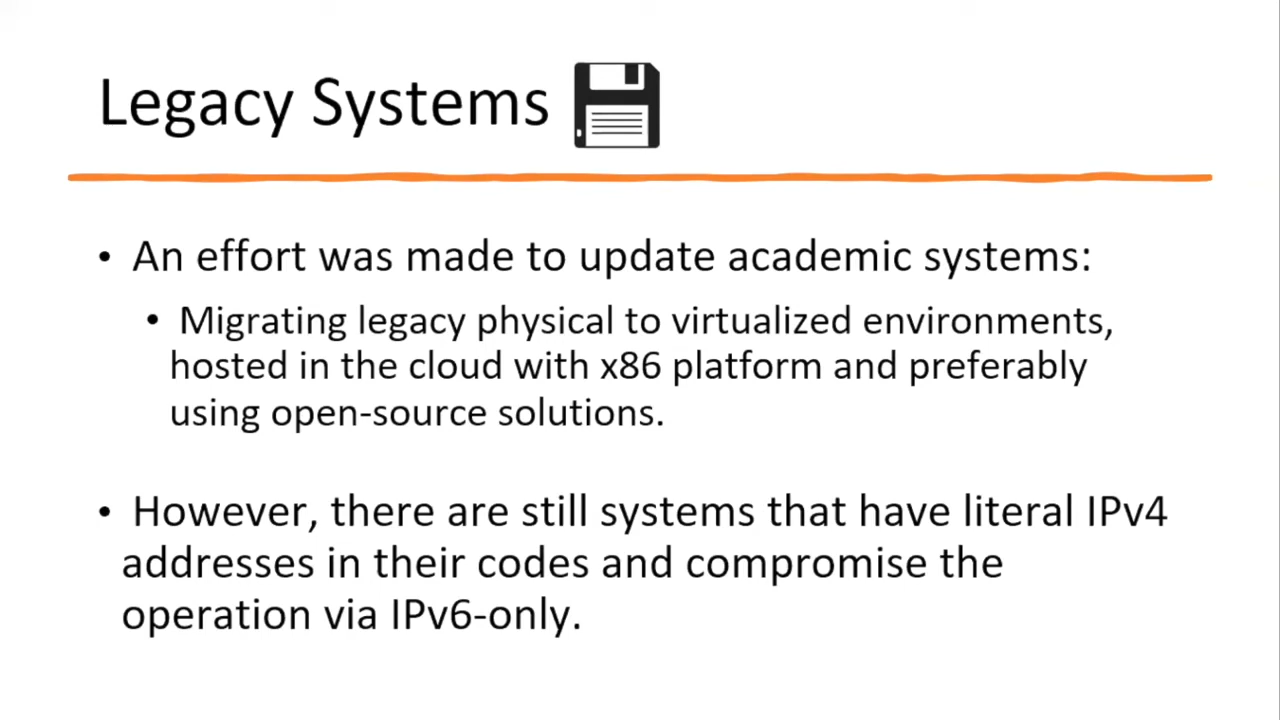 Legacy Systems
• An effort was made to update academic systems:
• Migrating legacy physical to virtualized environments,
hosted in the cloud with x86 platform and preferably
using open-source solutions.
• However, there are still systems that have literal IPv4
addresses in their codes and compromise the
operation via IPv6-only.